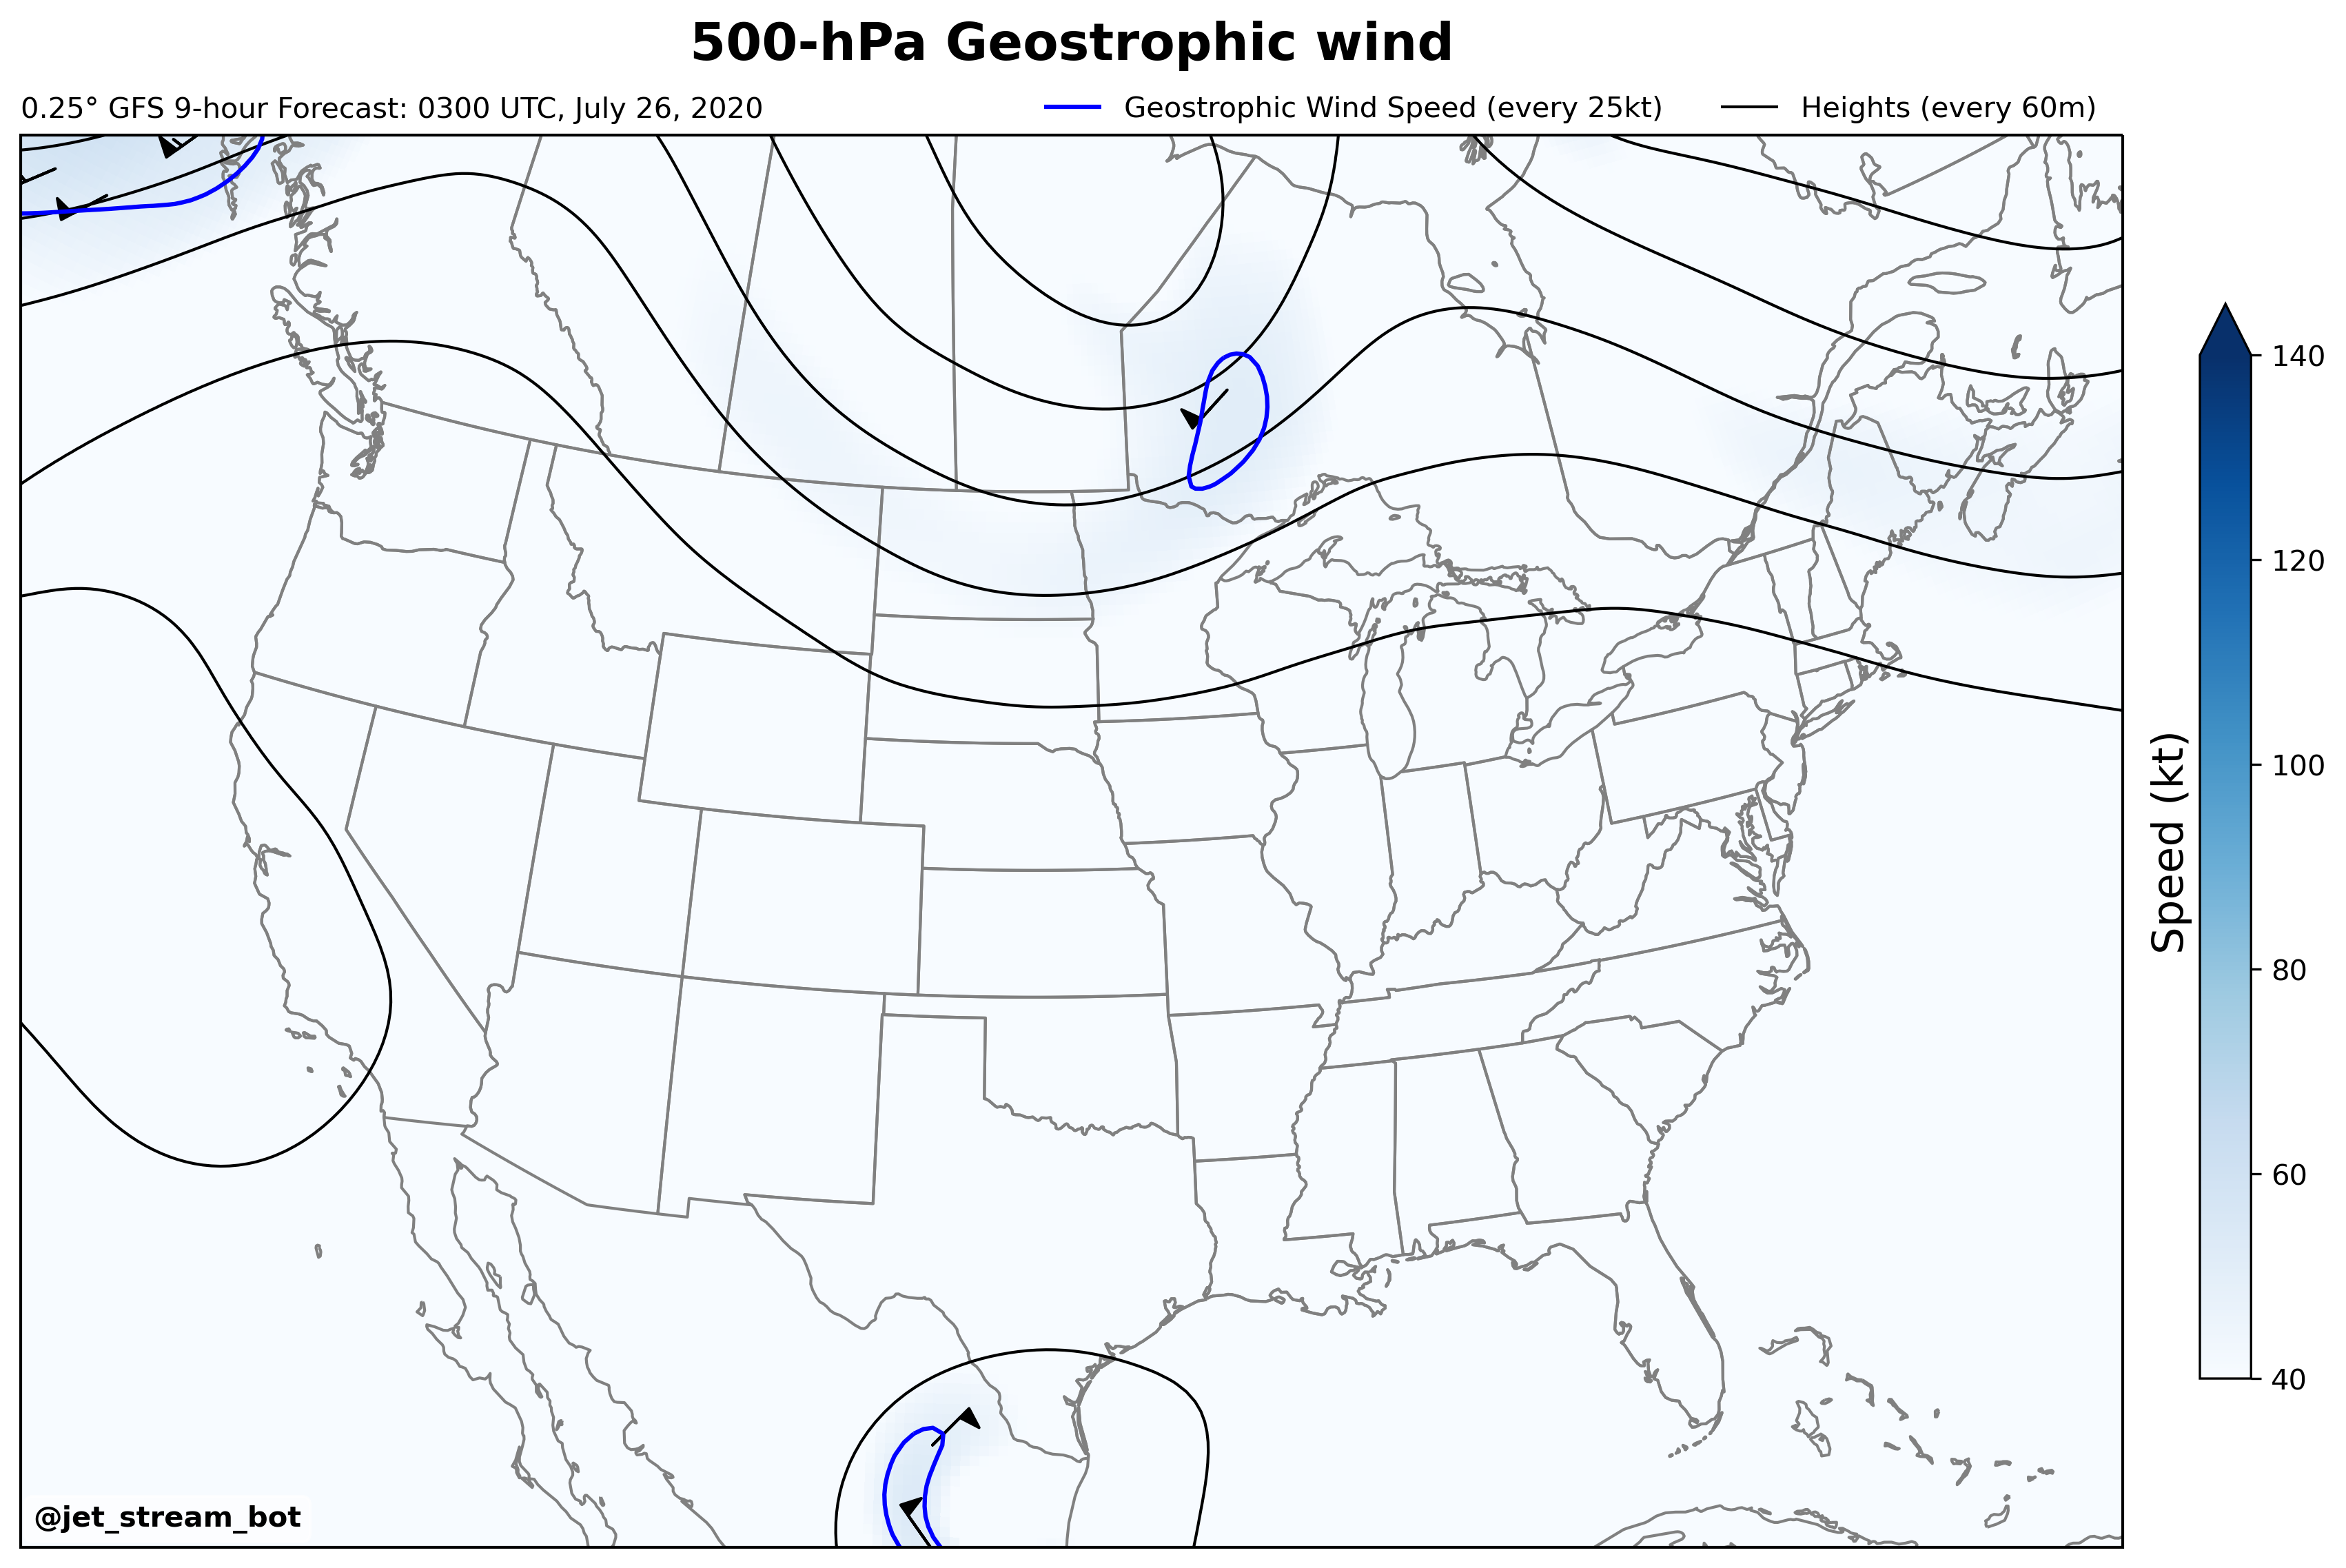 500-hPa Geostrophic wind
0.25° GFS 9-hour Forecast: 0300 UTC, July 26, 2020
Geostrophic Wind Speed (every 25kt)
Heights (every 60m)
140
120
100
80
60
40
Speed (kt)
@jet_stream_bot